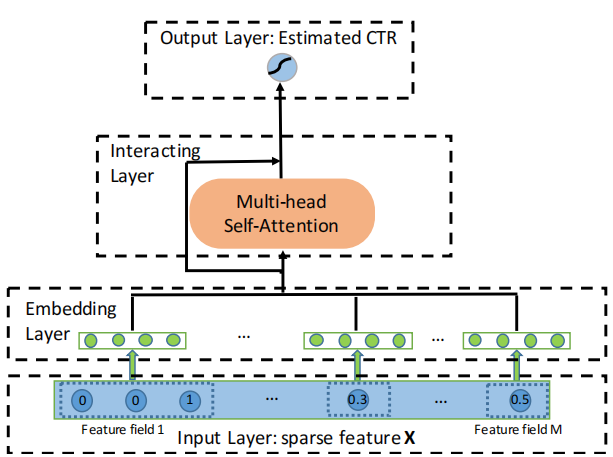 Output Layer: Estimated CTR
Interacting
Layer
Multi-head
Self-Attention
Embedding
Layer
... ...
0 0 1 ... 0.3 ... 0.5
Feature field 1 Feature field M
Input Layer: sparse feature X